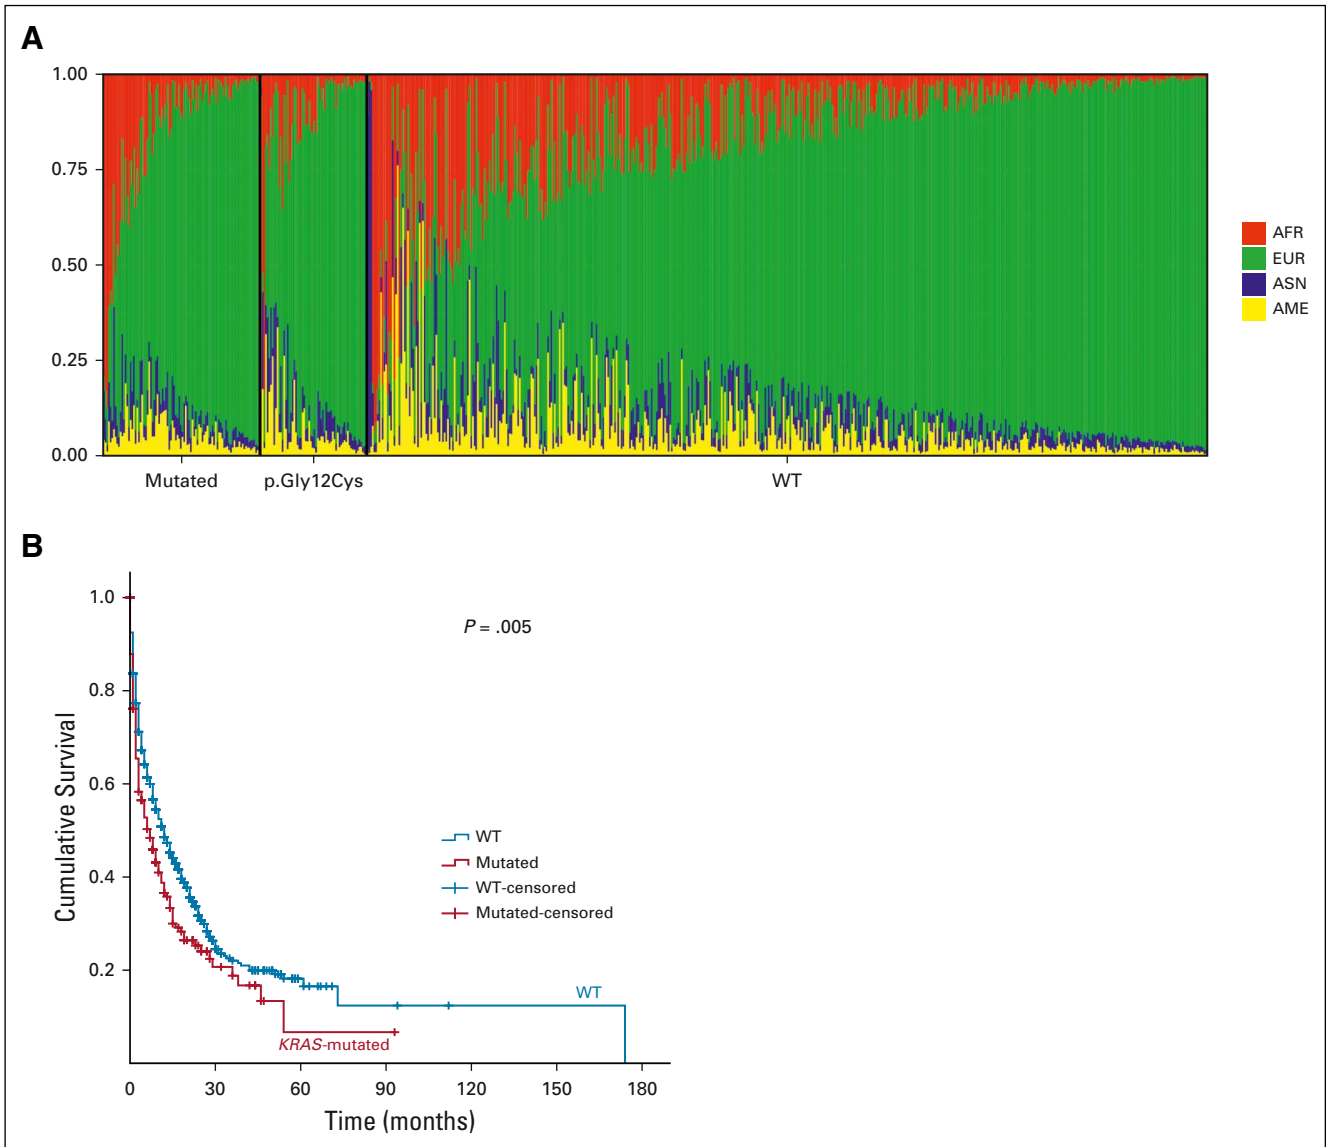 A
1.00
0.75
0.50
0.25
0.00
Mutated p.Gly12Cys WT
AFR
EUR
ASN
AME
B
Cumulative Survival
1.0
0.8
0.6
0.4
0.2
P = .005
WT
Mutated
WT-censored
Mutated-censored
WT
KRAS-mutated
0 30 60 90 120 150 180
Time (months)